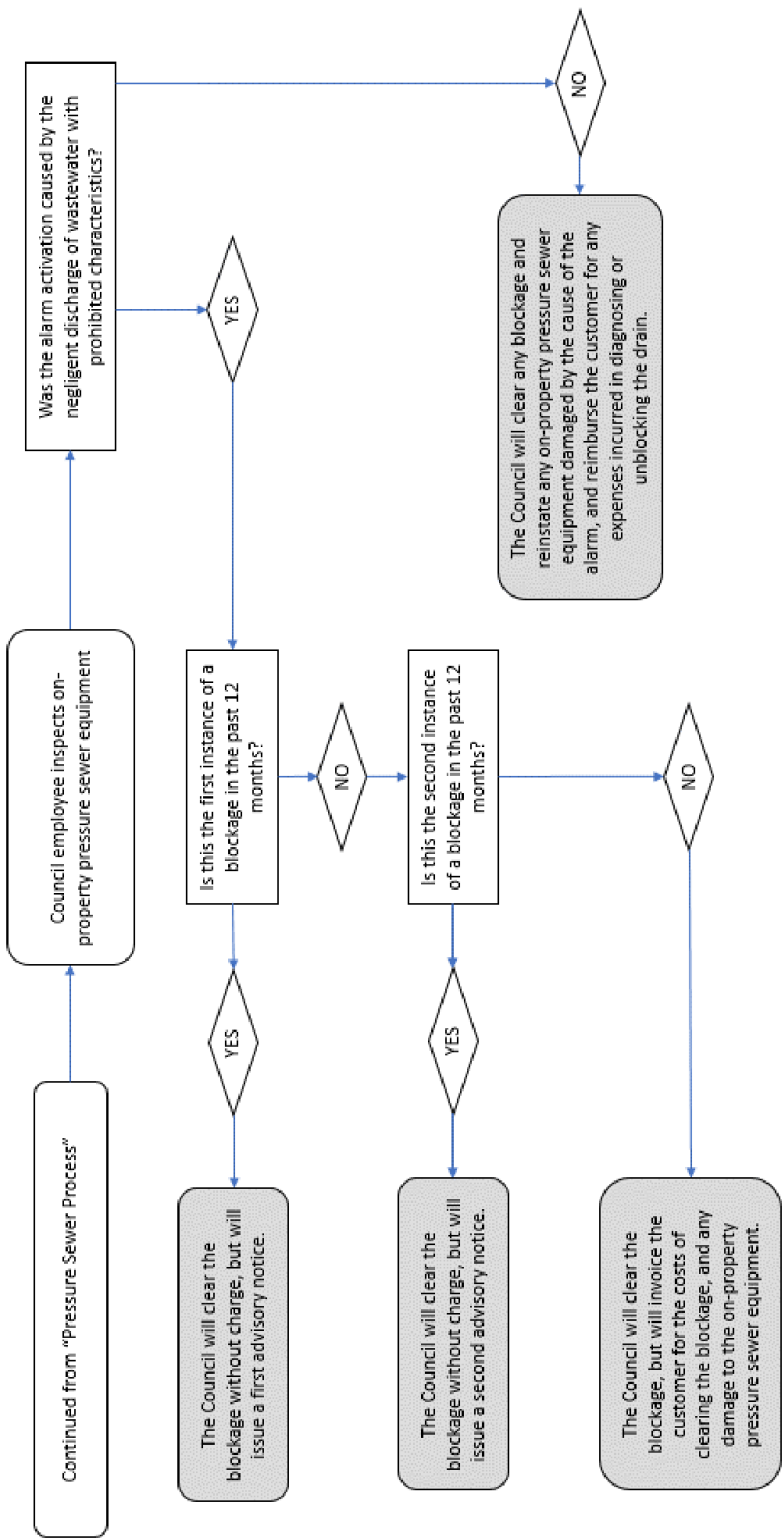 Continued from “Pressure Sewer Process”
Council employee inspects on-
property pressure sewer equipment
Was the alarm activation caused by the
negligent discharge of wastewater with
prohibited characteristics?
YES
NO
Is this the first instance of a
blockage in the past 12
months?
YES
The Council will clear the
blockage without charge, but will
issue a first advisory notice.
NO
Is this the second instance
of a blockage in the past 12
months?
YES
The Council will clear the
blockage without charge, but will
issue a second advisory notice.
NO
The Council will clear the
blockage, but will invoice the
customer for the costs of
clearing the blockage, and any
damage to the on-property
pressure sewer equipment.
The Council will clear any blockage and
reinstate any on-property pressure sewer
equipment damaged by the cause of the
alarm, and reimburse the customer for any
expenses incurred in diagnosing or
unblocking the drain.